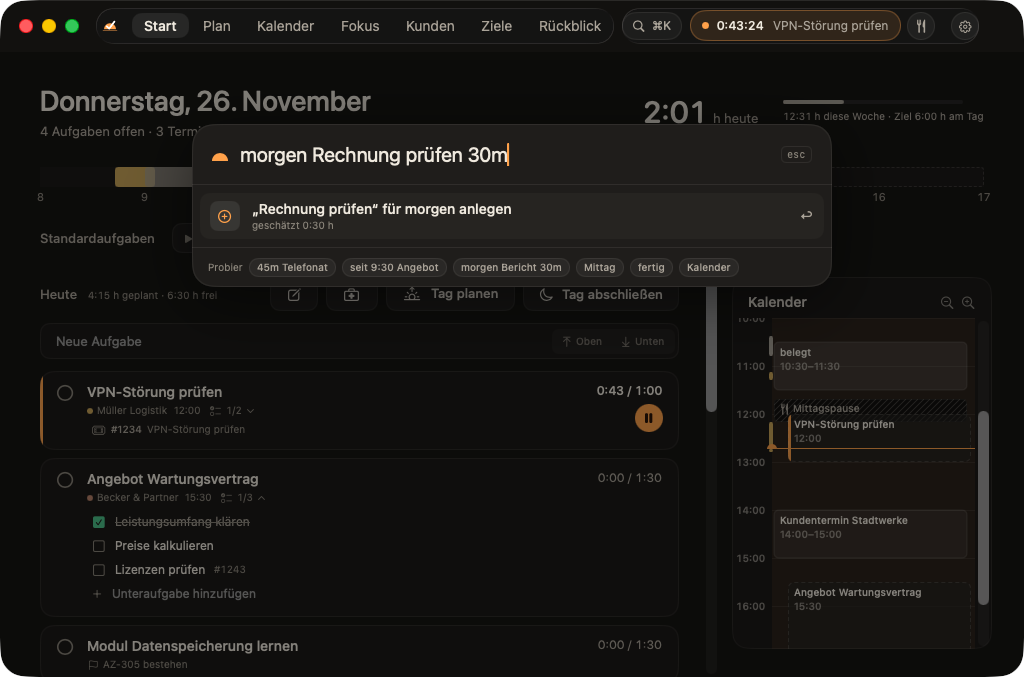 Start Plan Kalender Fokus Kunden Ziele Rückblick ⌘K 0:43:24 VPN-Störung prüfen
Donnerstag, 26. November
4 Aufgaben offen · 3 Termi
2:01 h heute
12:31 h diese Woche · Ziel 6:00 h am Tag
morgen Rechnung prüfen 30m esc
„Rechnung prüfen“ für morgen anlegen
geschätzt 0:30 h
Probier 45m Telefonat seit 9:30 Angebot morgen Bericht 30m Mittag fertig Kalender
8 9 16 17
Standardaufgaben
Heute 4:15 h geplant · 6:30 h frei Tag planen Tag abschließen
Neue Aufgabe Oben Unten
VPN-Störung prüfen 0:43 / 1:00
Müller Logistik 12:00 1/2
#1234 VPN-Störung prüfen
Angebot Wartungsvertrag 0:00 / 1:30
Becker & Partner 15:30 1/3
Leistungsumfang klären
Preise kalkulieren
Lizenzen prüfen #1243
+ Unteraufgabe hinzufügen
Modul Datenspeicherung lernen 0:00 / 1:30
AZ-305 bestehen
Kalender
10:00
belegt
10:30–11:30
11:00
Mittagspause
12:00
VPN-Störung prüfen
12:00
13:00
14:00
Kundentermin Stadtwerke
14:00–15:00
15:00
Angebot Wartungsvertrag
15:30
16:00